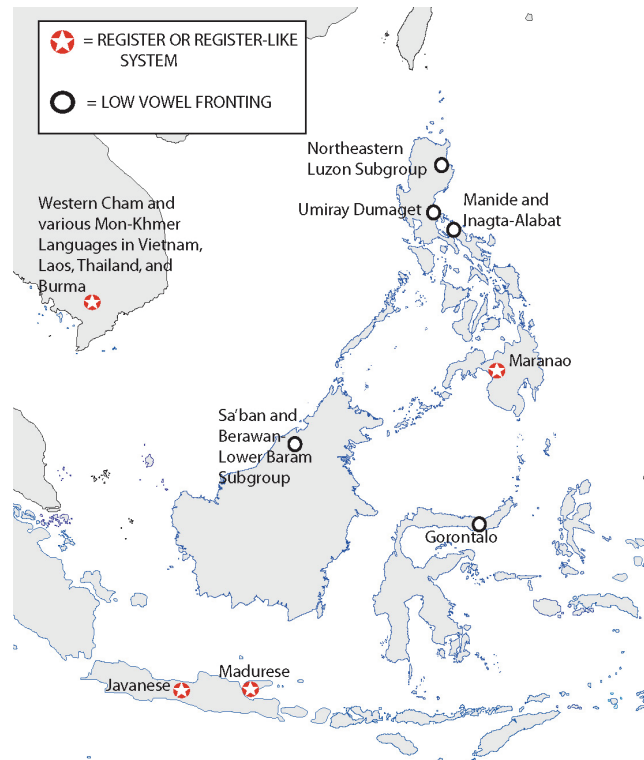 = REGISTER OR REGISTER-LIKE
SYSTEM
= LOW VOWEL FRONTING
Northeastern
Luzon Subgroup
Umiray Dumaget
Manide and
Inagta-Alabat
Western Cham and
various Mon-Khmer
Languages in Vietnam,
Laos, Thailand, and
Burma
Maranao
Sa'ban and
Berawan-
Lower Baram
Subgroup
Gorontalo
Madurese
Javanese